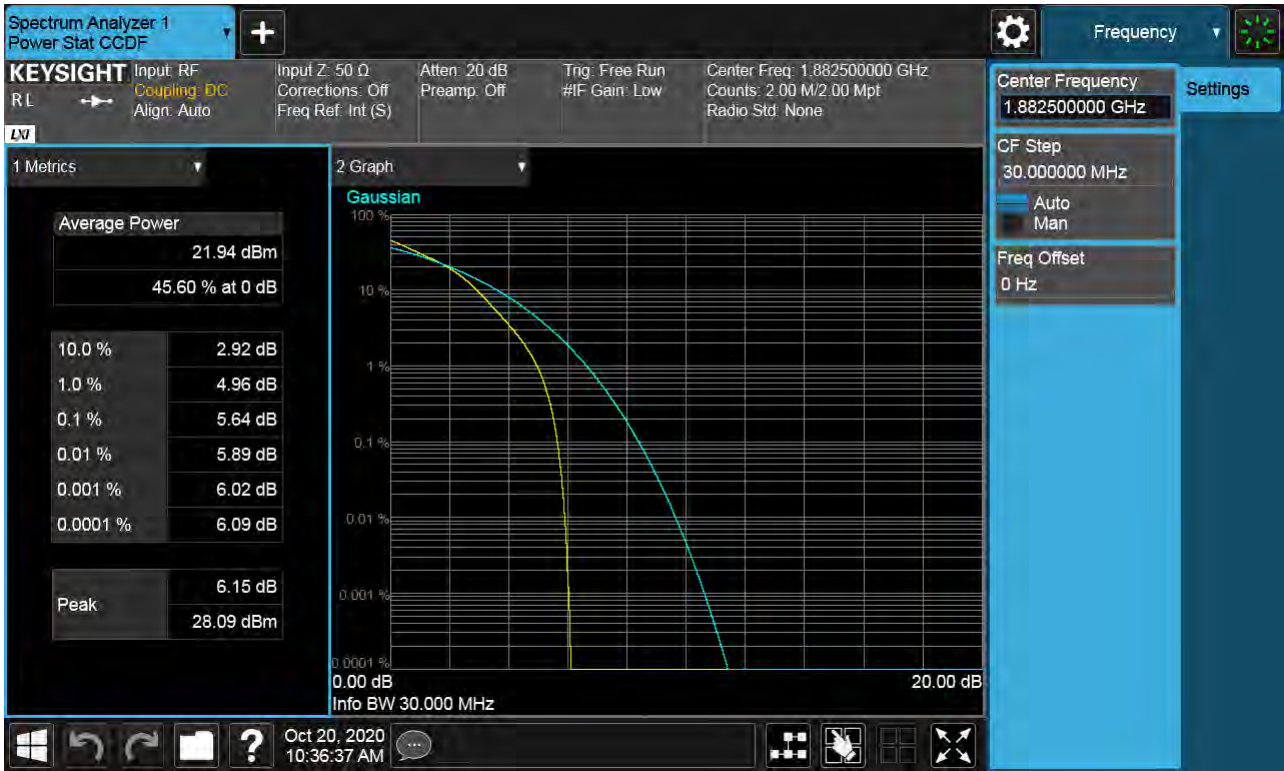 Spectrum Analyzer 1
Power Stat CCDF
Frequency
KEYSIGHT
R L
LXI
Input: RF
Coupling: DC
Align: Auto
Input Z: 50 Ω
Corrections: Off
Freq Ref: Int (S)
Atten: 20 dB
Preamp: Off
Trig: Free Run
#IF Gain: Low
Center Freq: 1.882500000 GHz
Counts: 2.00 M/2.00 Mpt
Radio Std: None
Center Frequency
1.882500000 GHz
Settings
CF Step
30.000000 MHz
Auto
Man
Freq Offset
0 Hz
1 Metrics
Average Power
21.94 dBm
45.60 % at 0 dB
10.0 % 2.92 dB
1.0 % 4.96 dB
0.1 % 5.64 dB
0.01 % 5.89 dB
0.001 % 6.02 dB
0.0001 % 6.09 dB
Peak
6.15 dB
28.09 dBm
2 Graph
Gaussian
100 %
10 %
1 %
0.1 %
0.01 %
0.001 %
0.0001 %
0.00 dB 20.00 dB
Info BW 30.000 MHz
?
Oct 20, 2020
10:36:37 AM